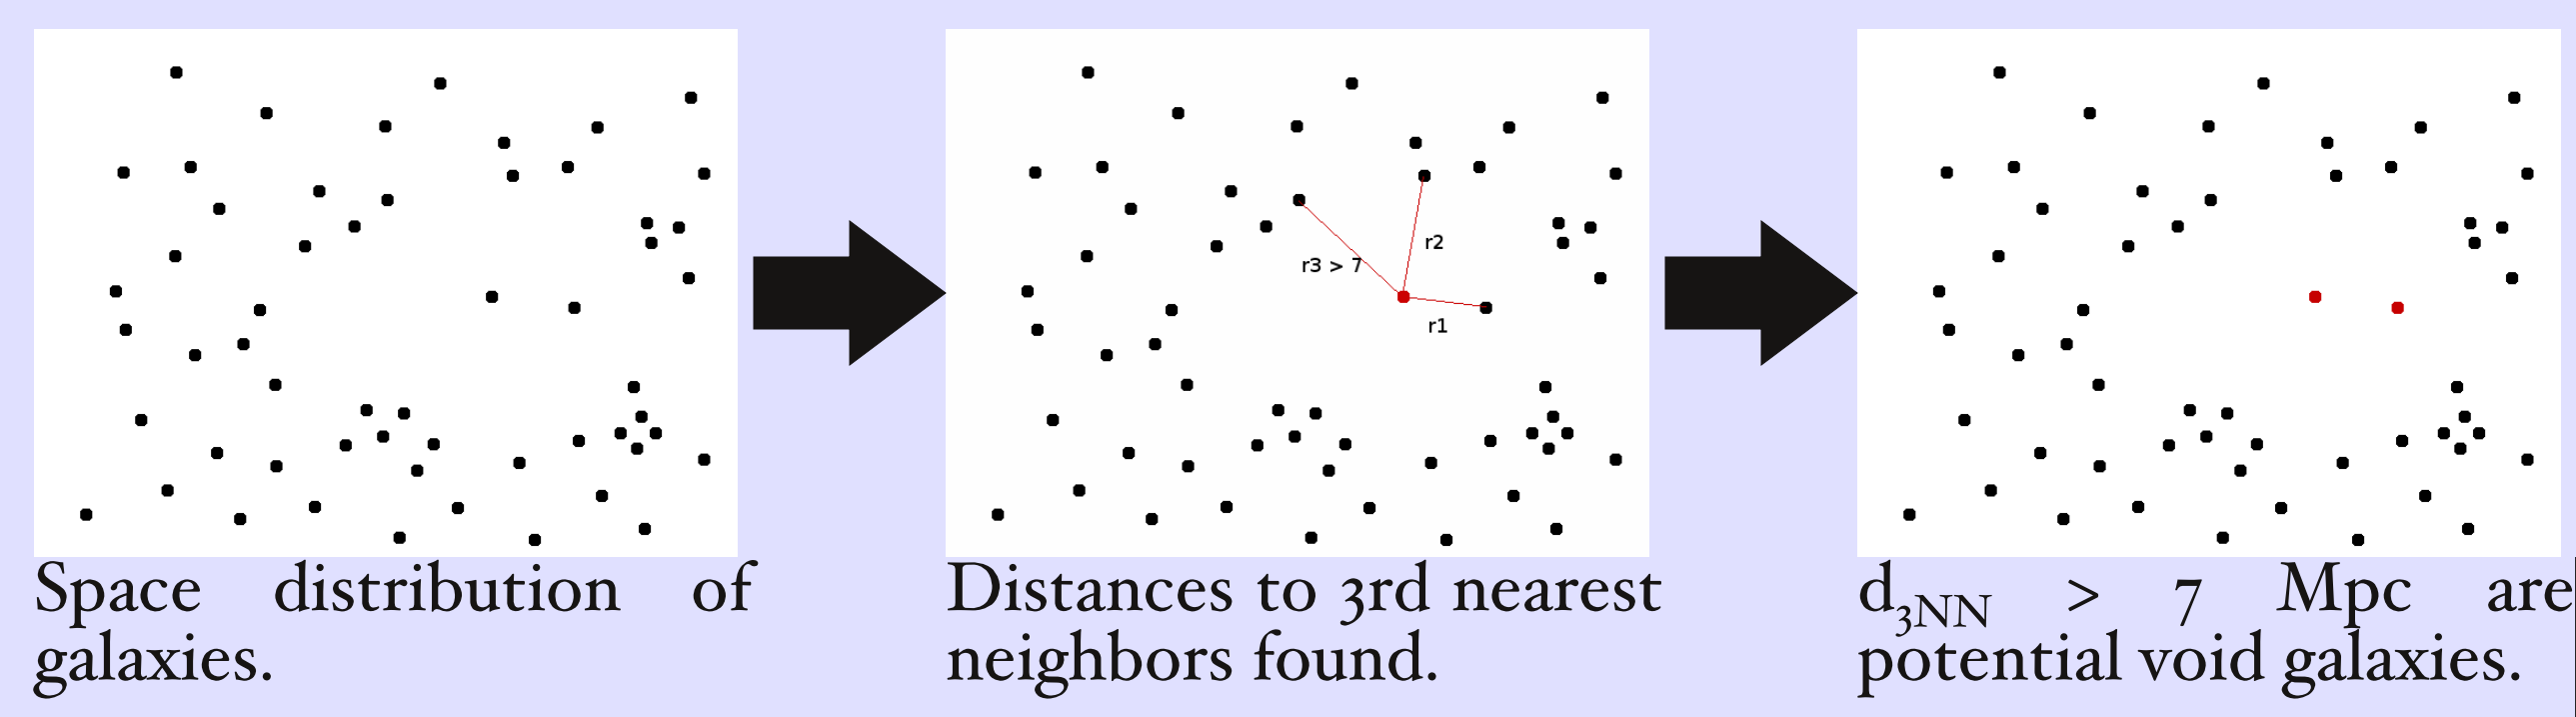 r2
r3 > 7
r1
Space distribution of
galaxies.
Distances to 3rd nearest
neighbors found.
d3NN > 7 Mpc are
potential void galaxies.